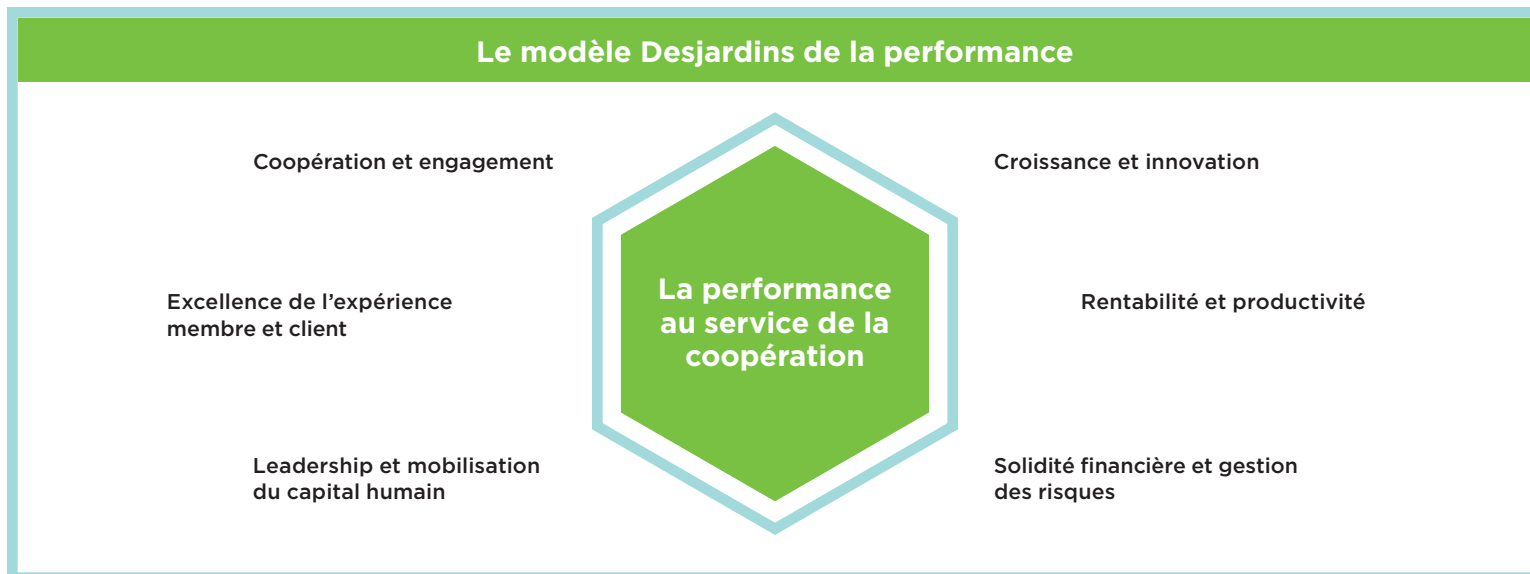 Le modèle Desjardins de la performance
Coopération et engagement
Croissance et innovation
Excellence de l’expérience
membre et client
La performance
au service de la
coopération
Rentabilité et productivité
Leadership et mobilisation
du capital humain
Solidité financière et gestion
des risques